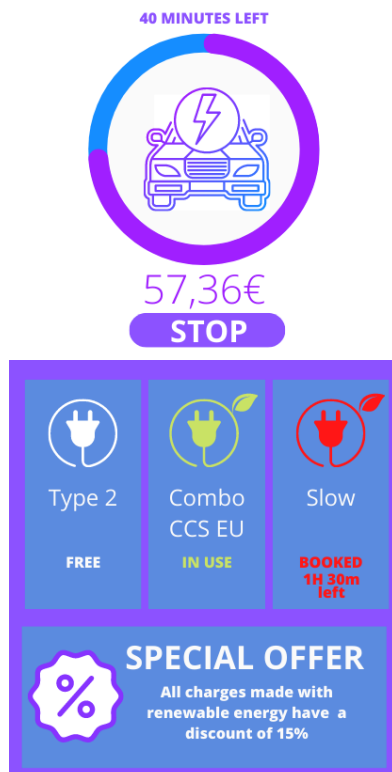 40 MINUTES LEFT
57,36€
STOP
Type 2
FREE
Combo
CCS EU
IN USE
Slow
BOOKED
1H 30m
left
SPECIAL OFFER
All charges made with
renewable energy have a
discount of 15%